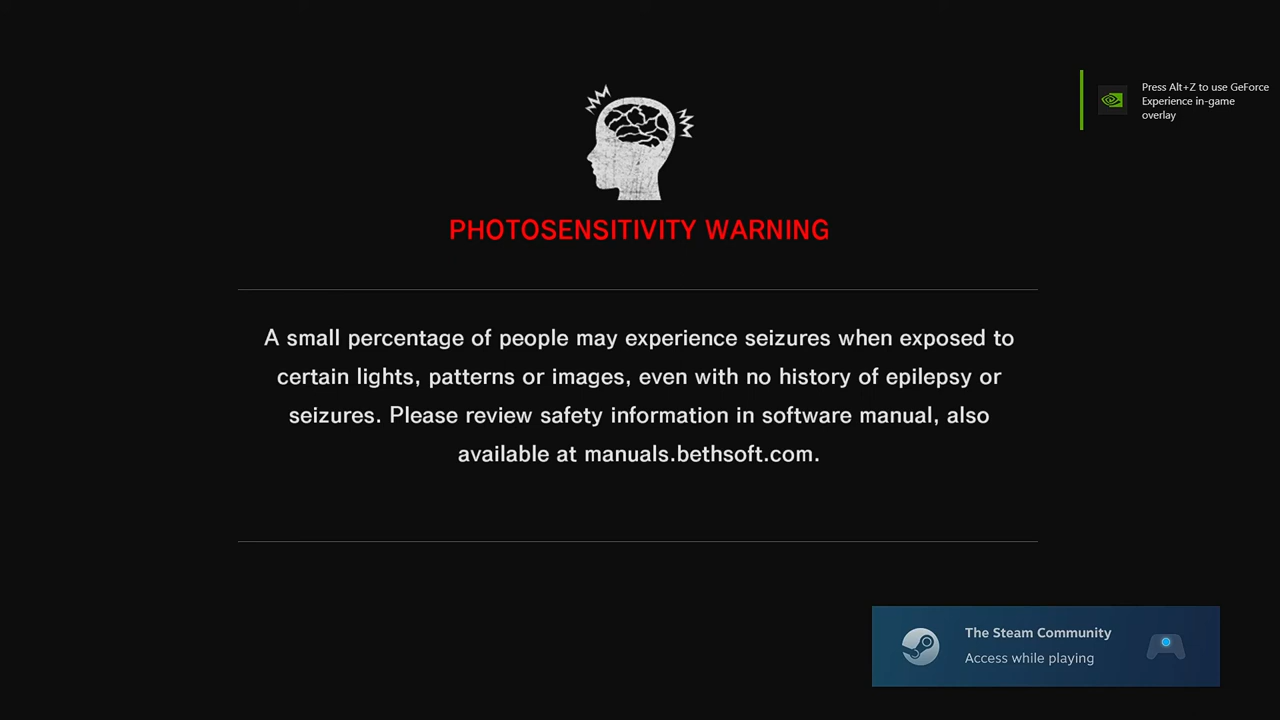 Press Alt+Z to use GeForce
Experience in-game
overlay
PHOTOSENSITIVITY WARNING
A small percentage of people may experience seizures when exposed to
certain lights, patterns or images, even with no history of epilepsy or
seizures. Please review safety information in software manual, also
available at manuals.bethsoft.com.
The Steam Community
Access while playing